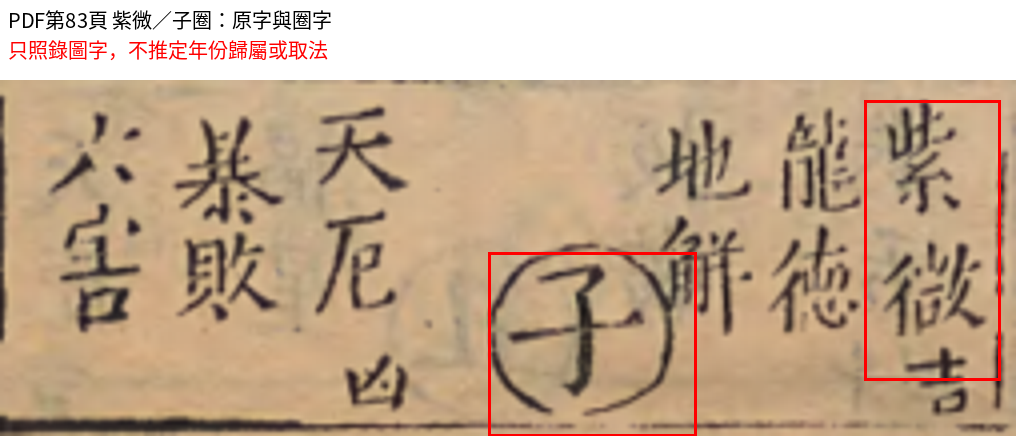 PDF第83頁 紫微／子圈：原字與圈字
只照錄圖字，不推定年份歸屬或取法
紫微吉
龍德
地解
子
天厄凶
暴敗
六害